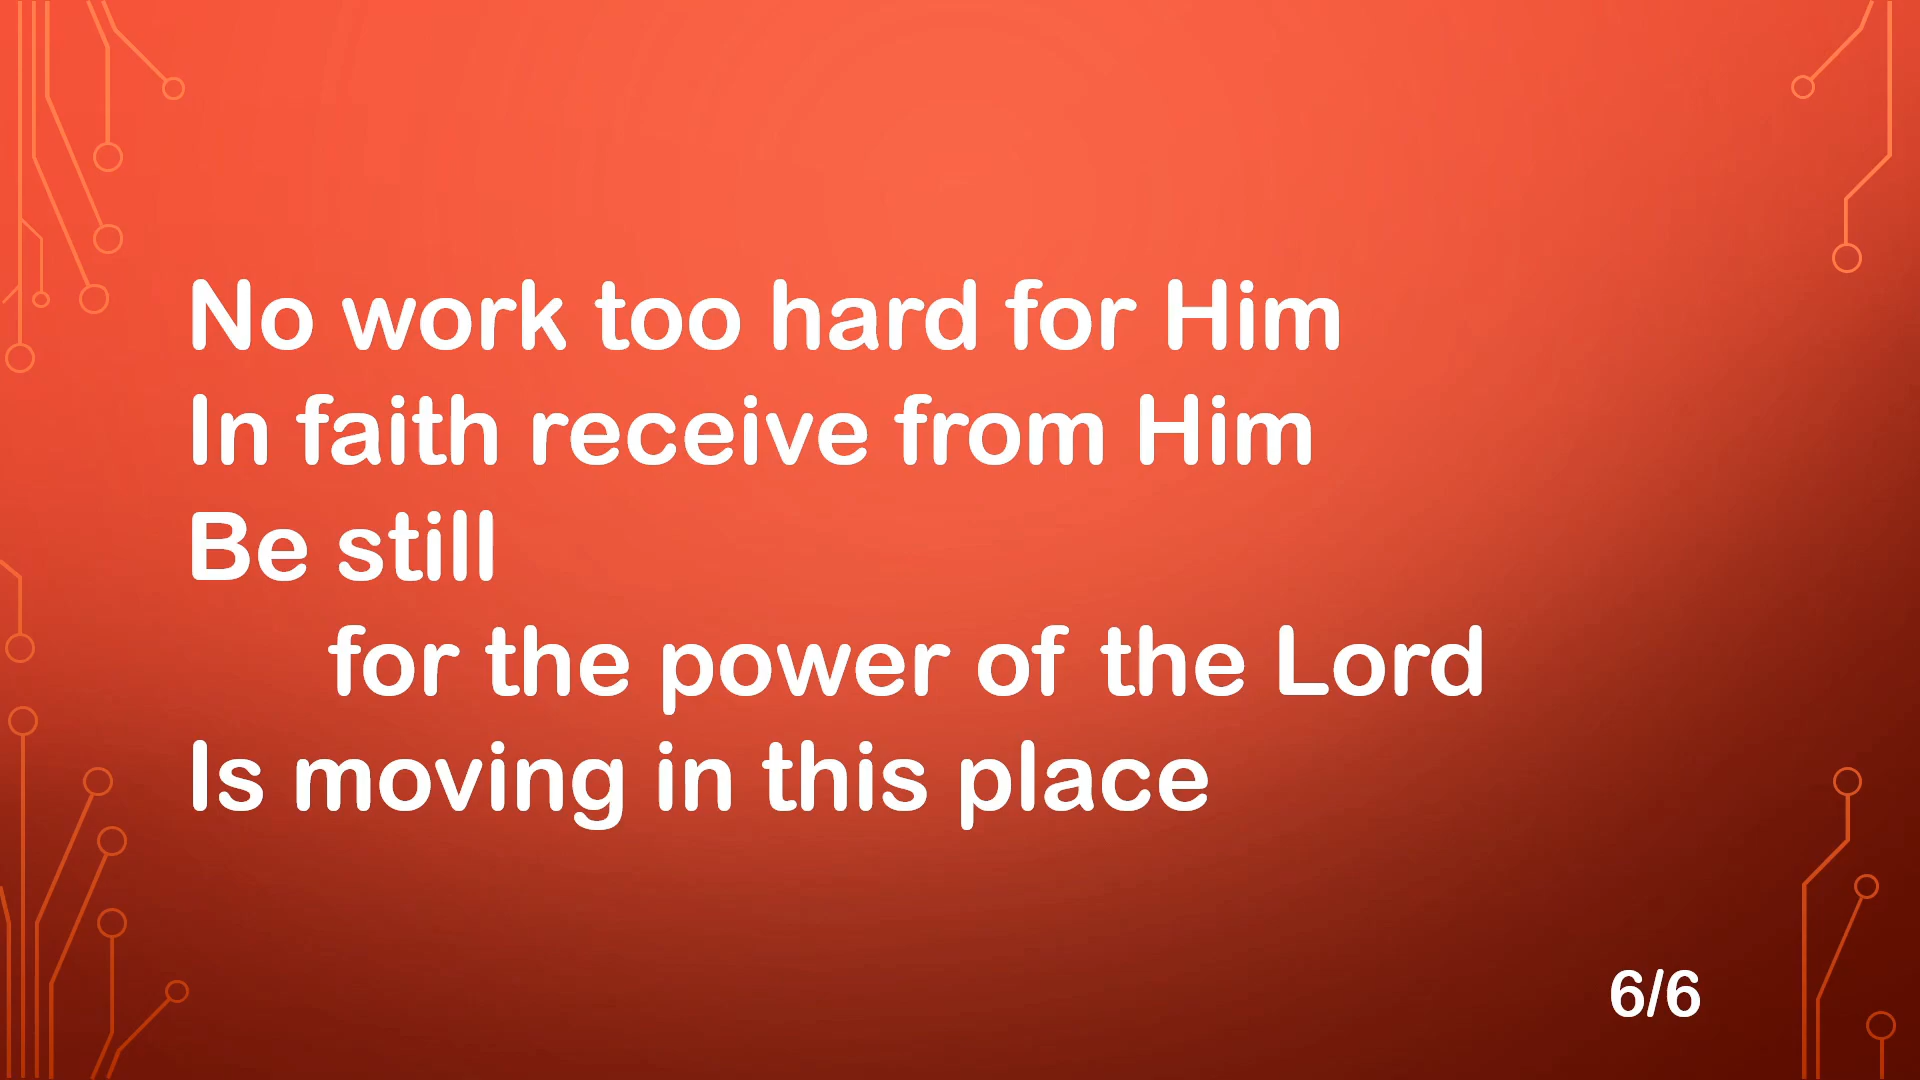 No work too hard for Him
In faith receive from Him
Be still
for the power of the Lord
Is moving in this place
6/6